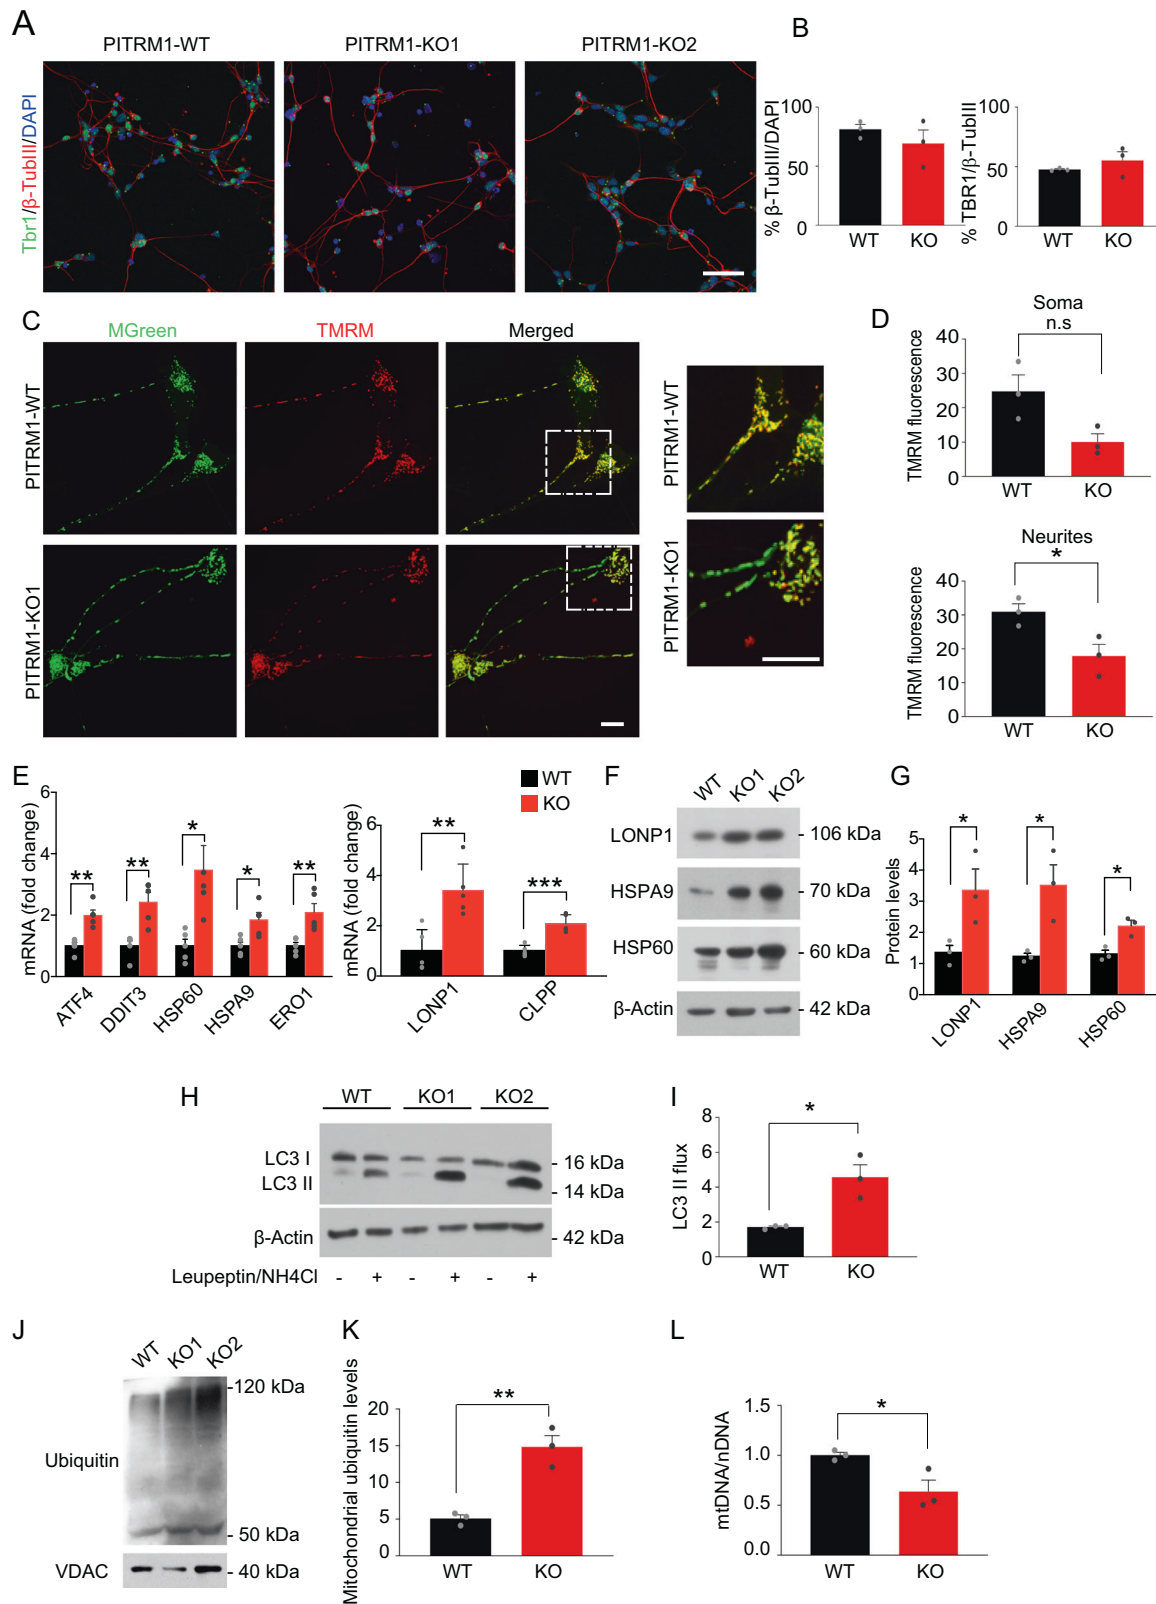 A
PITRM1-WT
PITRM1-KO1
PITRM1-KO2
Tbr1/β-TubIII/DAPI
B
% β-TubIII/DAPI
100
50
0
WT
KO
% TBR1/β-TubIII
100
50
0
WT
KO
C
MGreen
TMRM
Merged
PITRM1-WT
PITRM1-KO1
PITRM1-WT
PITRM1-KO1
D
Soma
n.s
TMRM fluorescence
40
30
20
10
0
WT
KO
Neurites
*
TMRM fluorescence
40
30
20
10
0
WT
KO
E
mRNA (fold change)
6
4
2
0
**
**
*
*
**
ATF4
DDIT3
HSP60
HSPA9
ERO1
WT
KO
mRNA (fold change)
6
4
2
0
**
***
LONP1
CLPP
F
WT
KO1
KO2
LONP1
- 106 kDa
HSPA9
- 70 kDa
HSP60
- 60 kDa
β-Actin
- 42 kDa
G
Protein levels
5
4
3
2
1
0
*
*
*
LONP1
HSPA9
HSP60
H
WT
KO1
KO2
LC3 I
- 16 kDa
LC3 II
- 14 kDa
β-Actin
- 42 kDa
Leupeptin/NH4Cl
- + - + - +
I
LC3 II flux
8
6
4
2
0
*
WT
KO
J
WT
KO1
KO2
-120 kDa
Ubiquitin
- 50 kDa
VDAC
- 40 kDa
K
Mitochondrial ubiquitin levels
20
15
10
5
0
**
WT
KO
L
mtDNA/nDNA
1.5
1.0
0.5
0.0
*
WT
KO